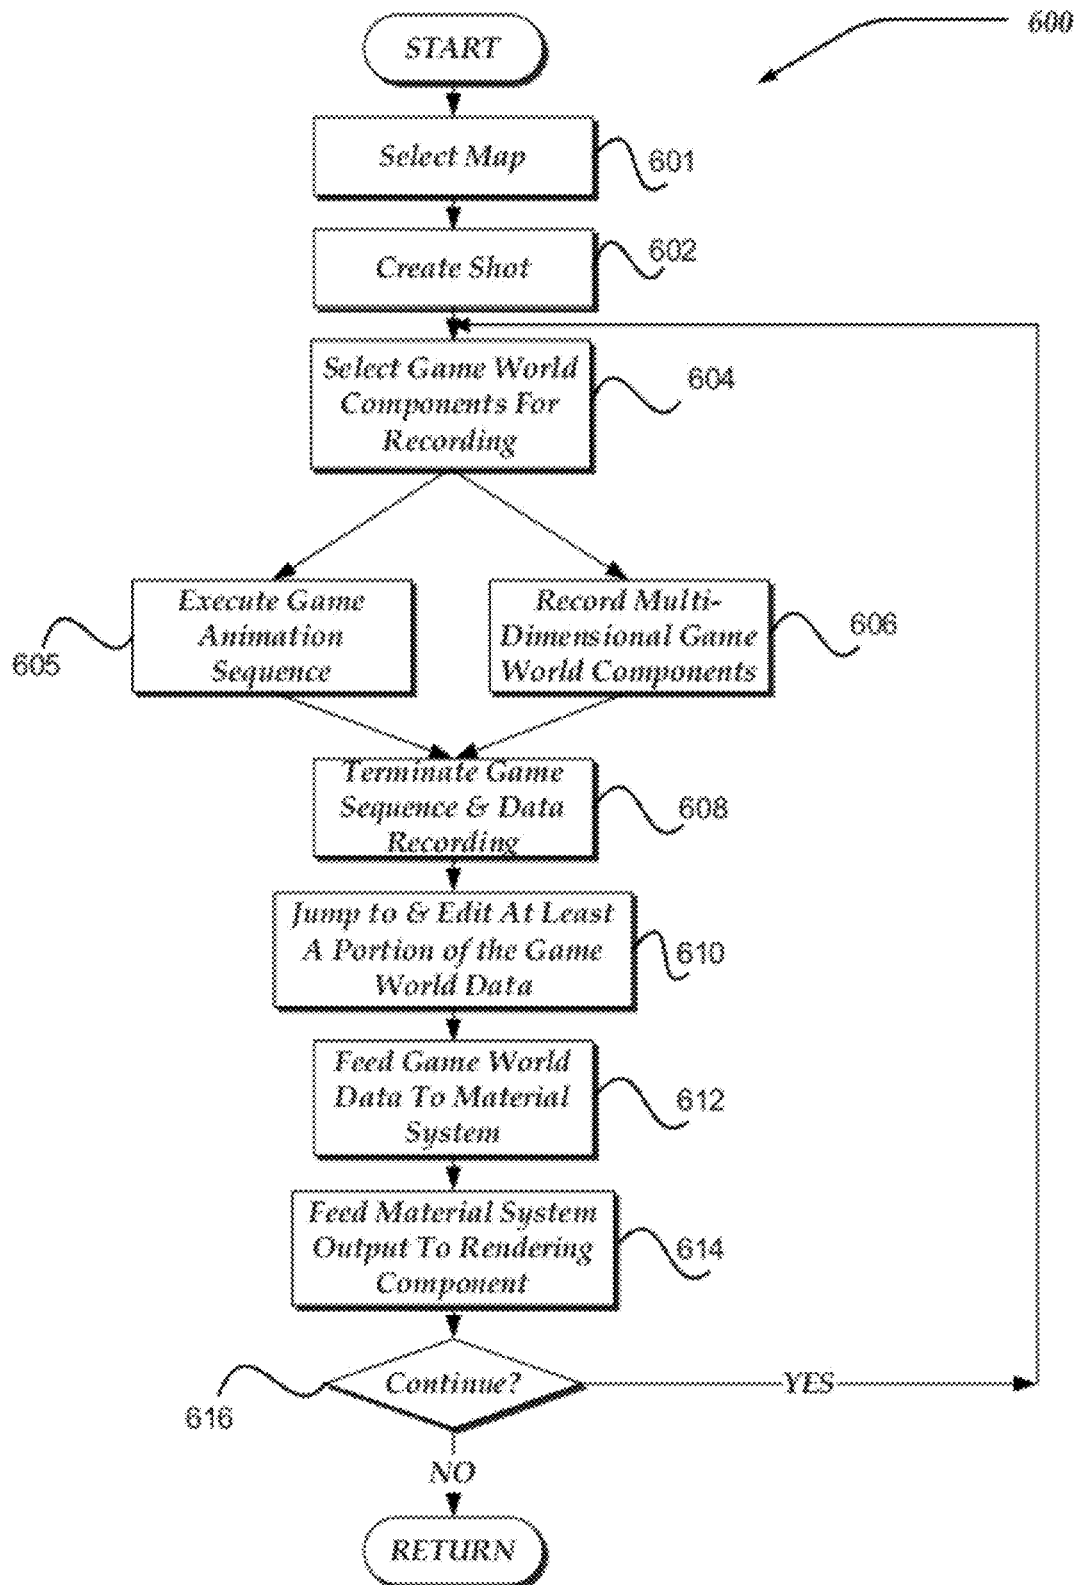 600
START
Select Map
601
Create Shot
602
Select Game World
Components For
Recording
604
Execute Game
Animation
Sequence
605
Record Multi-
Dimensional Game
World Components
606
Terminate Game
Sequence & Data
Recording
608
Jump to & Edit At Least
A Portion of the Game
World Data
610
Feed Game World
Data To Material
System
612
Feed Material System
Output To Rendering
Component
614
Continue?
616
YES
NO
RETURN